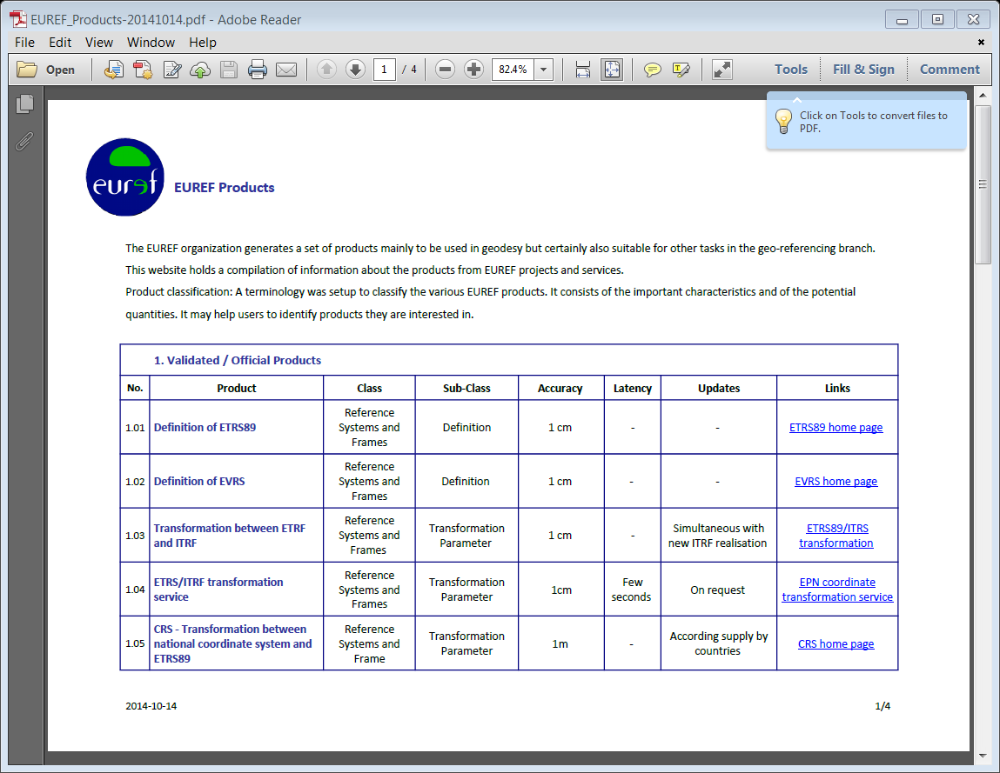 EUREF_Products-20141014.pdf - Adobe Reader
File Edit View Window Help
Open 1 / 4 82.4% Tools Fill & Sign Comment
Click on Tools to convert files to
PDF.
euref
EUREF Products
The EUREF organization generates a set of products mainly to be used in geodesy but certainly also suitable for other tasks in the geo-referencing branch.
This website holds a compilation of information about the products from EUREF projects and services.
Product classification: A terminology was setup to classify the various EUREF products. It consists of the important characteristics and of the potential
quantities. It may help users to identify products they are interested in.
1. Validated / Official Products
No. Product Class Sub-Class Accuracy Latency Updates Links
Reference
1.01 Definition of ETRS89 Systems and Definition 1 cm - - ETRS89 home page
Frames
Reference
1.02 Definition of EVRS Systems and Definition 1 cm - - EVRS home page
Frames
Reference
Transformation between ETRF Transformation Simultaneous with ETRS89/ITRS
1.03 Systems and 1 cm -
and ITRF Parameter new ITRF realisation transformation
Frames
Reference
ETRS/ITRF transformation Transformation Few EPN coordinate
1.04 Systems and 1cm On request
service Parameter seconds transformation service
Frames
CRS - Transformation between Reference
Transformation According supply by
1.05 national coordinate system and Systems and 1m - CRS home page
Parameter countries
ETRS89 Frame
2014-10-14 1/4